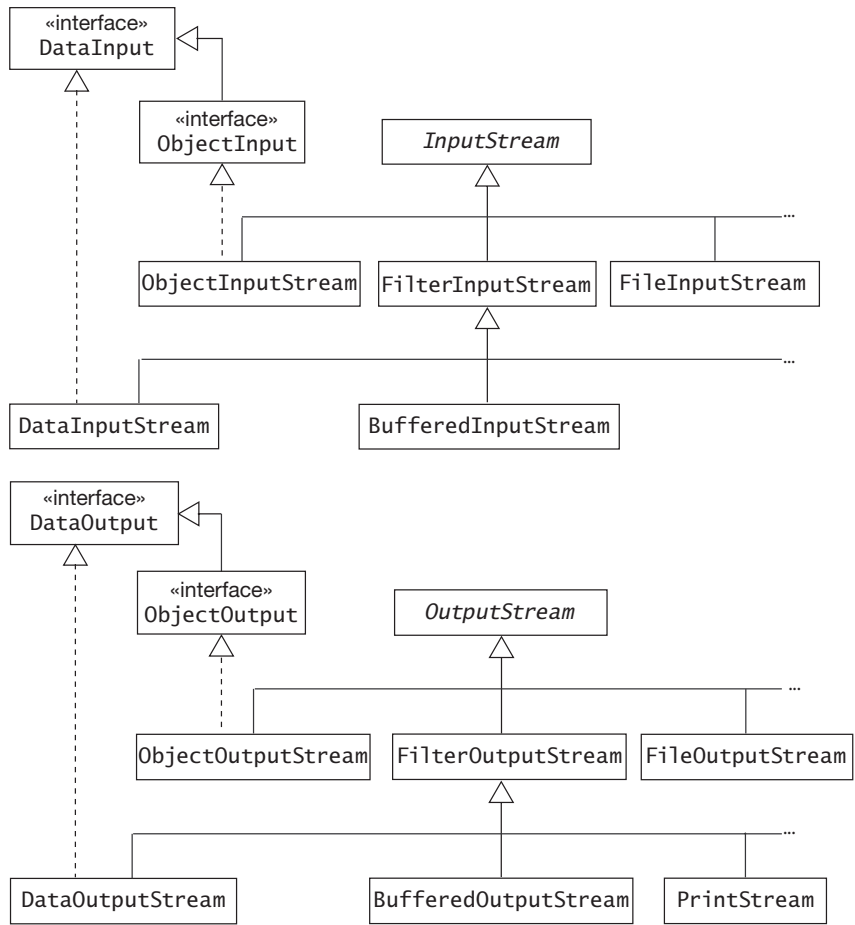 «interface»
DataInput
«interface»
ObjectInput
InputStream
...
ObjectInputStream
FilterInputStream
FileInputStream
...
DataInputStream
BufferedInputStream
«interface»
DataOutput
«interface»
ObjectOutput
OutputStream
...
ObjectOutputStream
FilterOutputStream
FileOutputStream
...
DataOutputStream
BufferedOutputStream
PrintStream